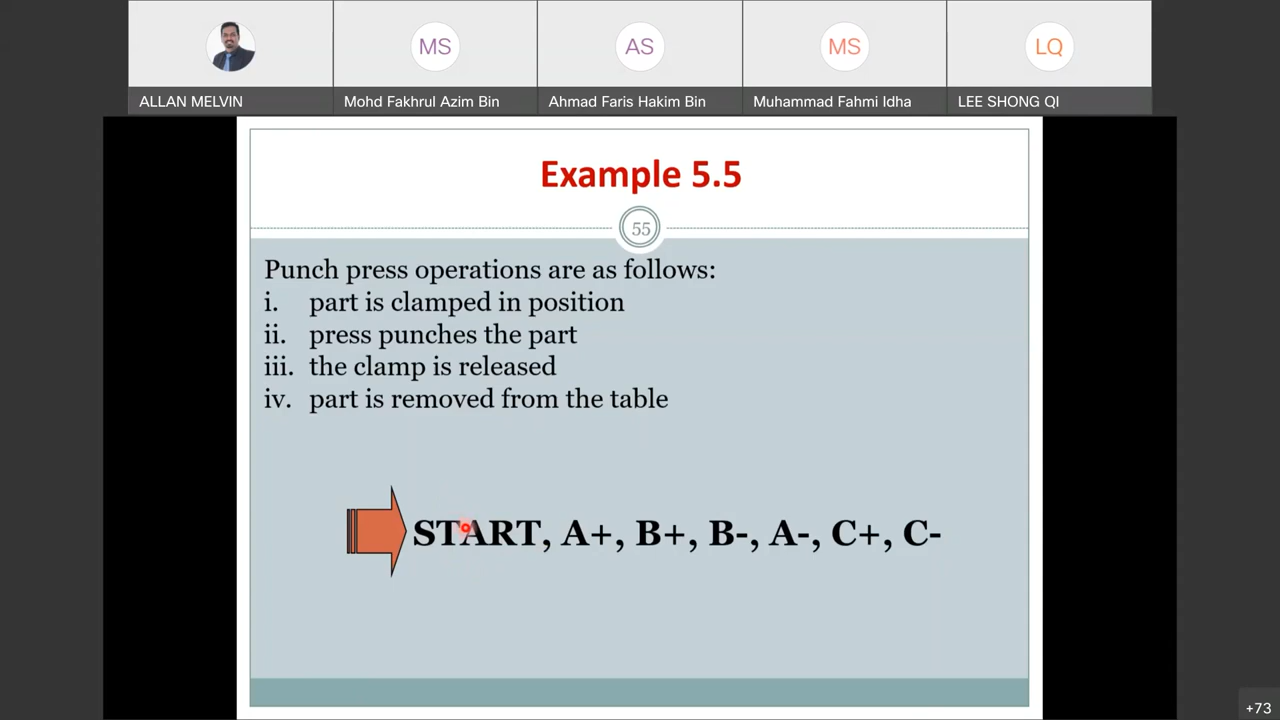 MS
AS
MS
LQ
ALLAN MELVIN
Mohd Fakhrul Azim Bin
Ahmad Faris Hakim Bin
Muhammad Fahmi Idha
LEE SHONG QI
Example 5.5
55
Punch press operations are as follows:
i. part is clamped in position
ii. press punches the part
iii. the clamp is released
iv. part is removed from the table
START, A+, B+, B-, A-, C+, C-
+73